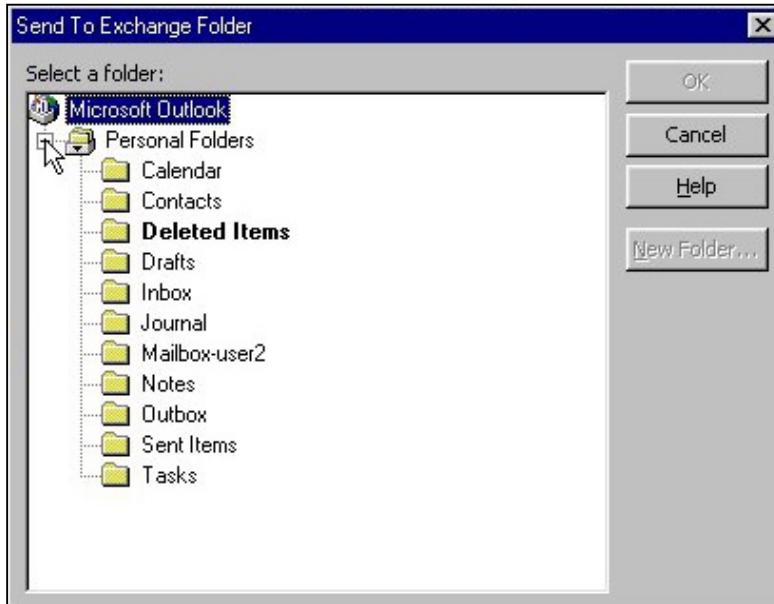 Send To Exchange Folder
Select a folder:
OK
Microsoft Outlook
Personal Folders
Cancel
Calendar
Contacts
Help
Deleted Items
New Folder...
Drafts
Inbox
Journal
Mailbox-user2
Notes
Outbox
Sent Items
Tasks